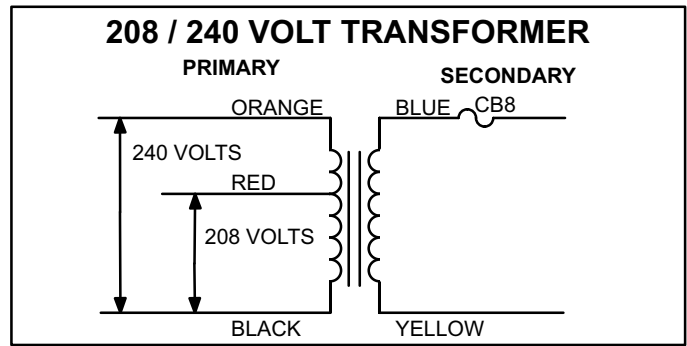 208 / 240 VOLT TRANSFORMER
PRIMARY
SECONDARY
ORANGE
BLUE
CB8
240 VOLTS
RED
208 VOLTS
BLACK
YELLOW